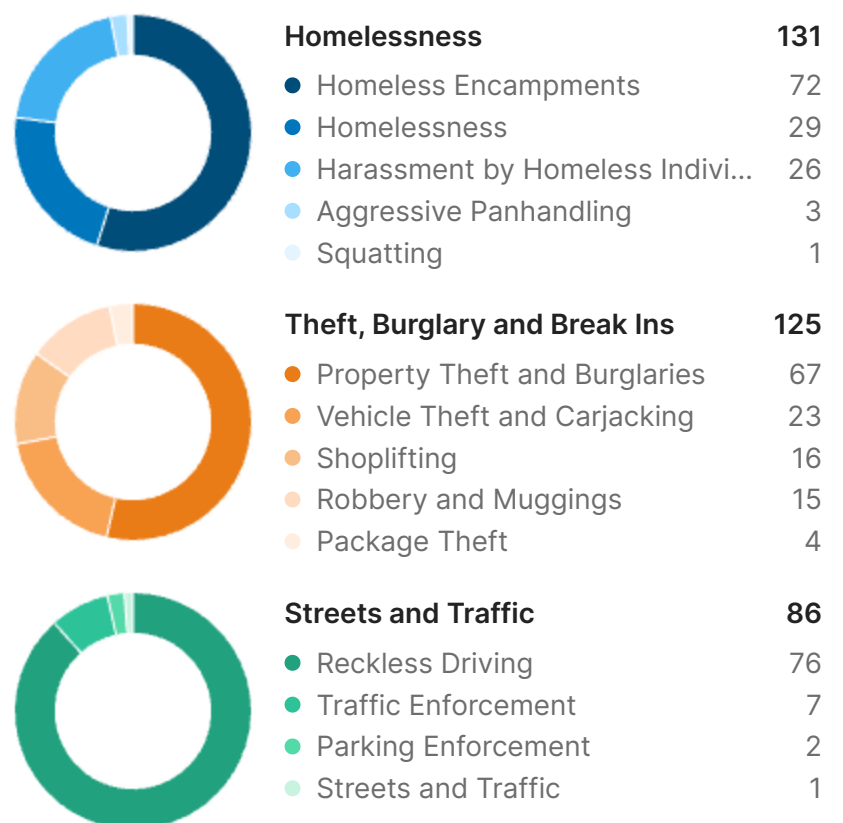 Homelessness 131
Homeless Encampments 72
Homelessness 29
Harassment by Homeless Indivi... 26
Aggressive Panhandling 3
Squatting 1
Theft, Burglary and Break Ins 125
Property Theft and Burglaries 67
Vehicle Theft and Carjacking 23
Shoplifting 16
Robbery and Muggings 15
Package Theft 4
Streets and Traffic 86
Reckless Driving 76
Traffic Enforcement 7
Parking Enforcement 2
Streets and Traffic 1